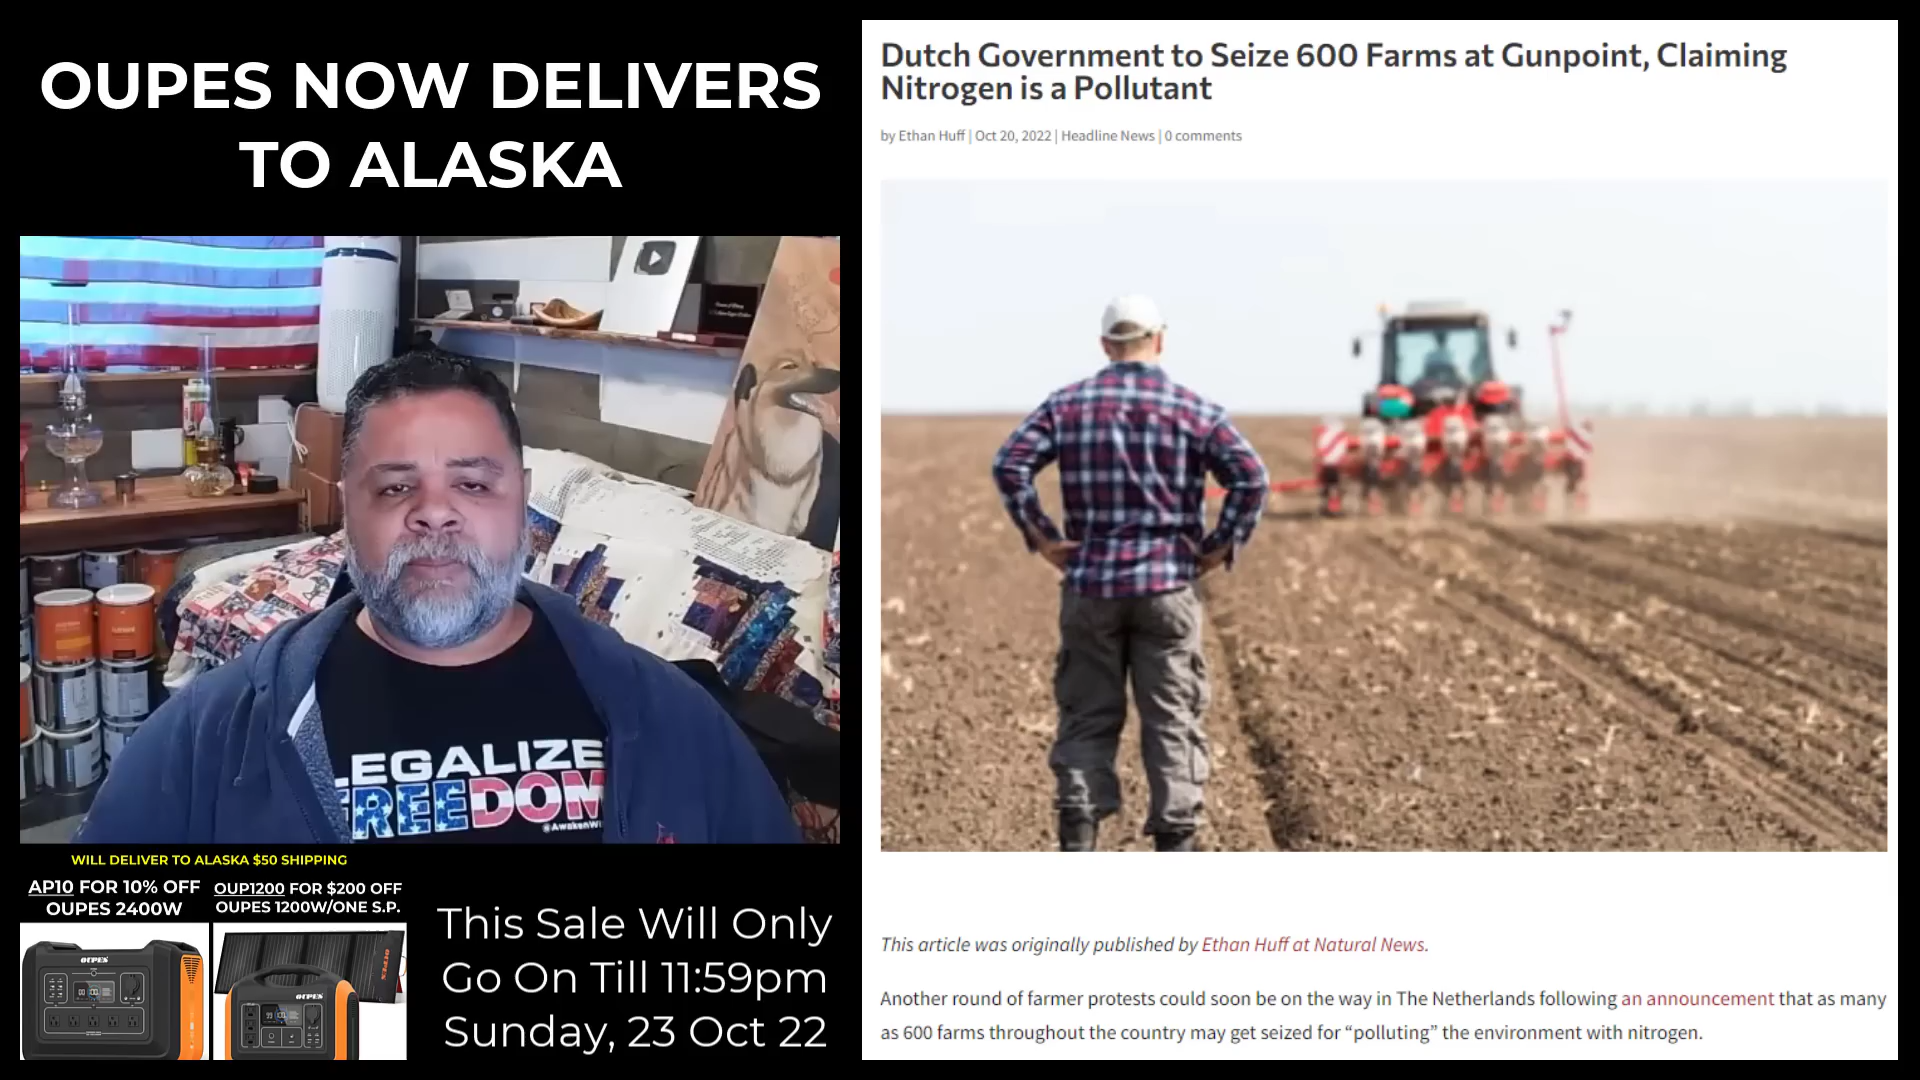 OUPES NOW DELIVERS
TO ALASKA
LEGALIZE
FREEDOM
WILL DELIVER TO ALASKA $50 SHIPPING
AP10 FOR 10% OFF
OUPES 2400W
OUP1200 FOR $200 OFF
OUPES 1200W/ONE S.P.
OUPES
OUPES
OUPES
This Sale Will Only
Go On Till 11:59pm
Sunday, 23 Oct 22
Dutch Government to Seize 600 Farms at Gunpoint, Claiming
Nitrogen is a Pollutant
by Ethan Huff | Oct 20, 2022 | Headline News | 0 comments
This article was originally published by Ethan Huff at Natural News.
Another round of farmer protests could soon be on the way in The Netherlands following an announcement that as many
as 600 farms throughout the country may get seized for “polluting” the environment with nitrogen.